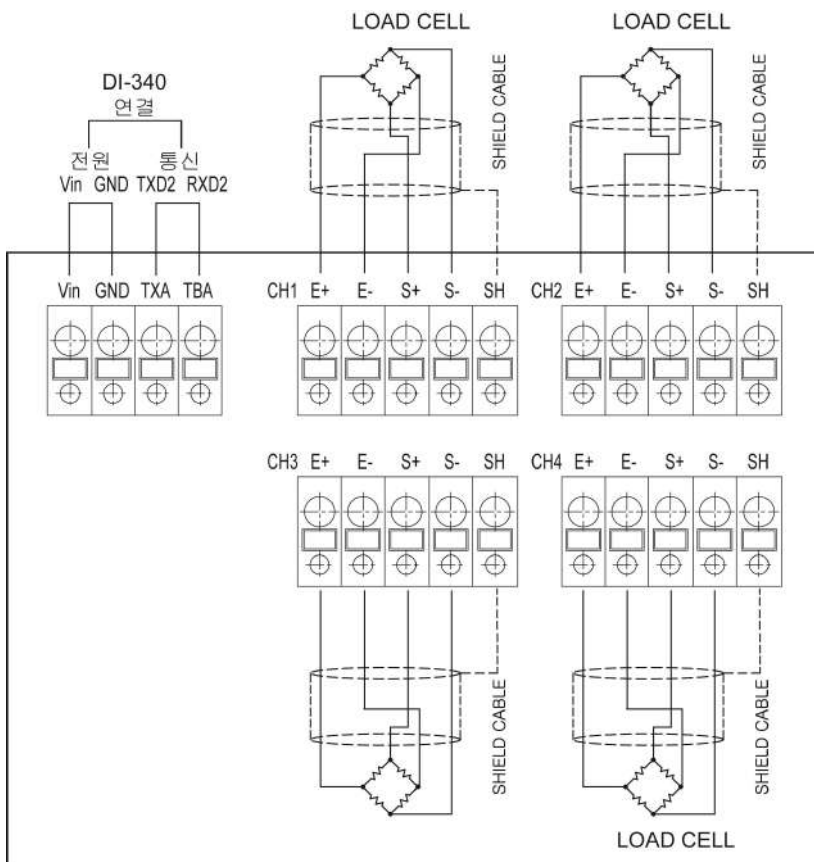 LOAD CELL
LOAD CELL
SHIELD CABLE
SHIELD CABLE
DI-340
연결
전원 통신
Vin GND TXD2 RXD2
Vin GND TXA TBA
CH1 E+ E- S+ S- SH
CH2 E+ E- S+ S- SH
CH3 E+ E- S+ S- SH
CH4 E+ E- S+ S- SH
SHIELD CABLE
SHIELD CABLE
LOAD CELL